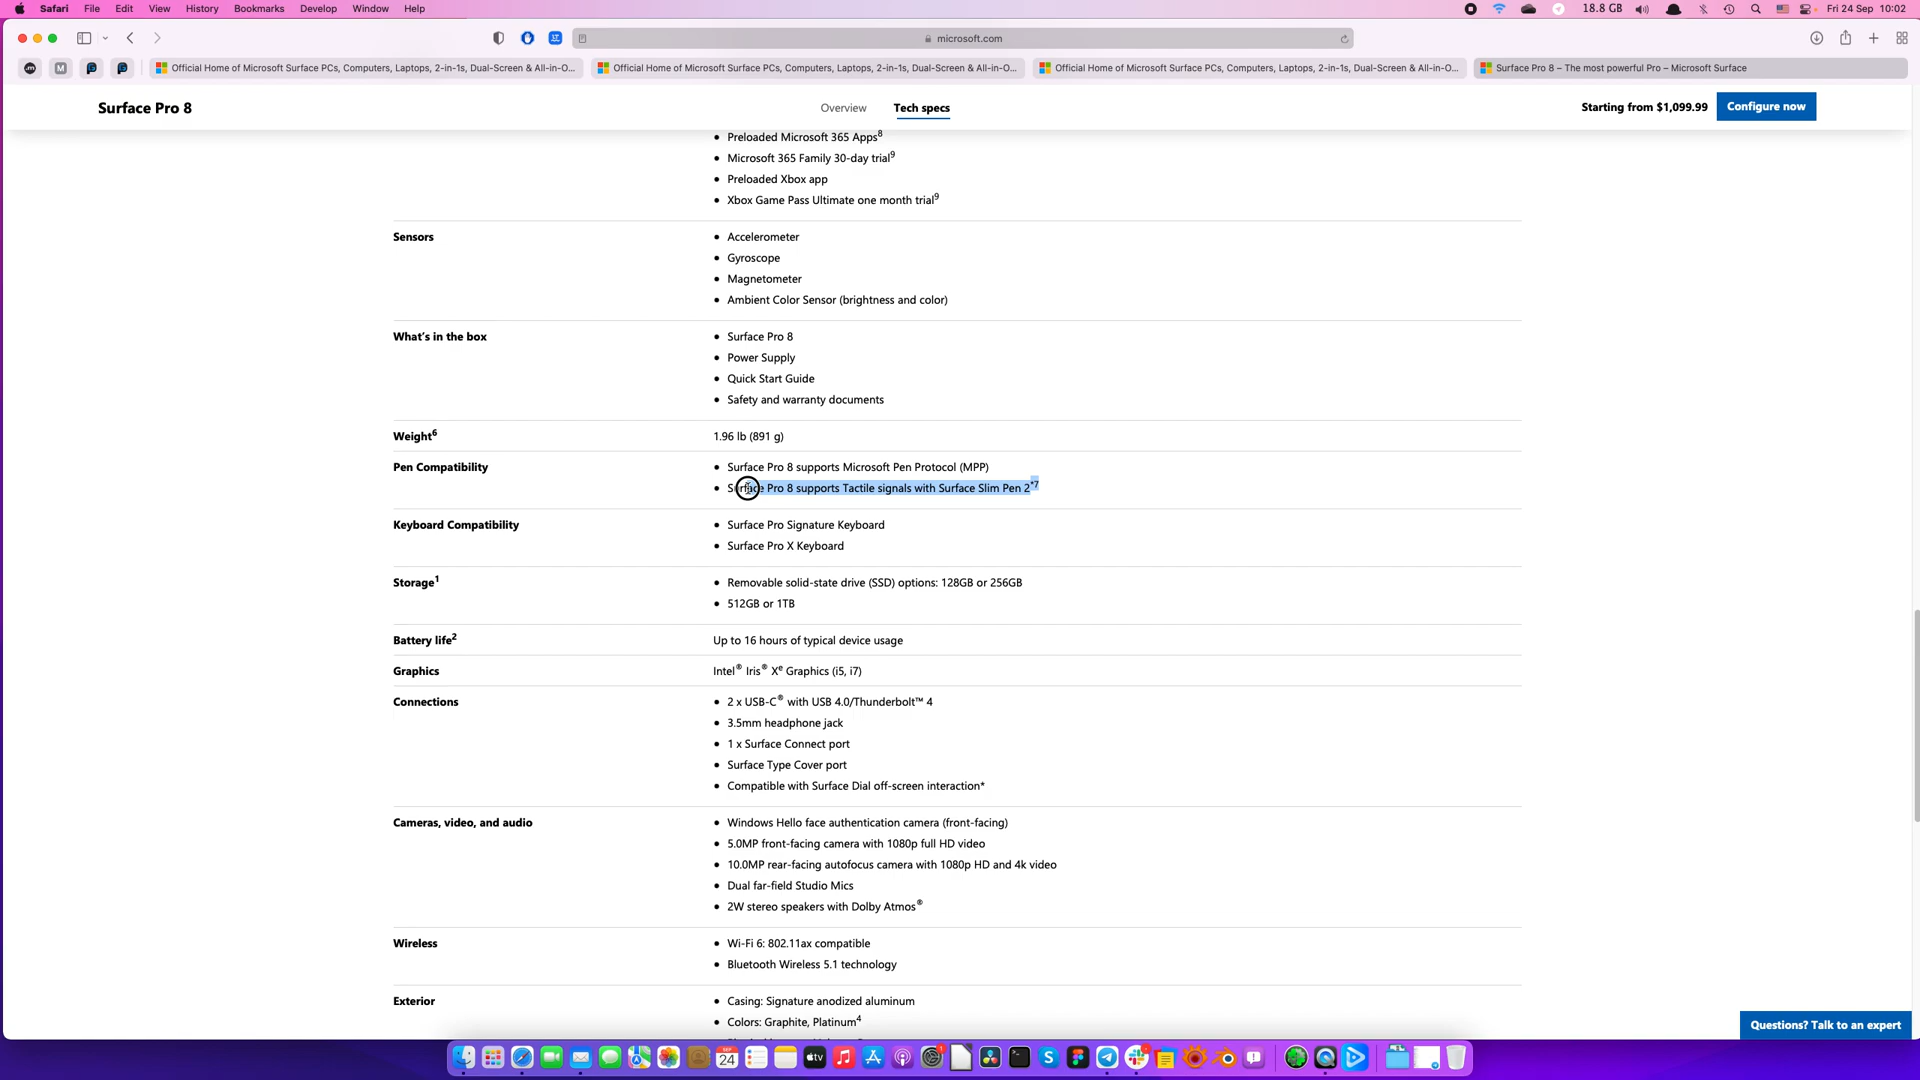 Safari File Edit View History Bookmarks Develop Window Help 18.8 GB Fri 24 Sep 10:02
microsoft.com
Official Home of Microsoft Surface PCs, Computers, Laptops, 2-in-1s, Dual-Screen & All-in-O... Official Home of Microsoft Surface PCs, Computers, Laptops, 2-in-1s, Dual-Screen & All-in-O... Official Home of Microsoft Surface PCs, Computers, Laptops, 2-in-1s, Dual-Screen & All-in-O... Surface Pro 8 – The most powerful Pro – Microsoft Surface
Surface Pro 8 Overview Tech specs Starting from $1,099.99 Configure now
• Preloaded Microsoft 365 Apps8
• Microsoft 365 Family 30-day trial9
• Preloaded Xbox app
• Xbox Game Pass Ultimate one month trial9
Sensors • Accelerometer
• Gyroscope
• Magnetometer
• Ambient Color Sensor (brightness and color)
What's in the box • Surface Pro 8
• Power Supply
• Quick Start Guide
• Safety and warranty documents
Weight6 1.96 lb (891 g)
Pen Compatibility • Surface Pro 8 supports Microsoft Pen Protocol (MPP)
• Surface Pro 8 supports Tactile signals with Surface Slim Pen 2*7
Keyboard Compatibility • Surface Pro Signature Keyboard
• Surface Pro X Keyboard
Storage1 • Removable solid-state drive (SSD) options: 128GB or 256GB
• 512GB or 1TB
Battery life2 Up to 16 hours of typical device usage
Graphics Intel® Iris® Xe Graphics (i5, i7)
Connections • 2 x USB-C® with USB 4.0/Thunderbolt™ 4
• 3.5mm headphone jack
• 1 x Surface Connect port
• Surface Type Cover port
• Compatible with Surface Dial off-screen interaction*
Cameras, video, and audio • Windows Hello face authentication camera (front-facing)
• 5.0MP front-facing camera with 1080p full HD video
• 10.0MP rear-facing autofocus camera with 1080p HD and 4k video
• Dual far-field Studio Mics
• 2W stereo speakers with Dolby Atmos®
Wireless • Wi-Fi 6: 802.11ax compatible
• Bluetooth Wireless 5.1 technology
Exterior • Casing: Signature anodized aluminum
• Colors: Graphite, Platinum4
Questions? Talk to an expert
24
tv